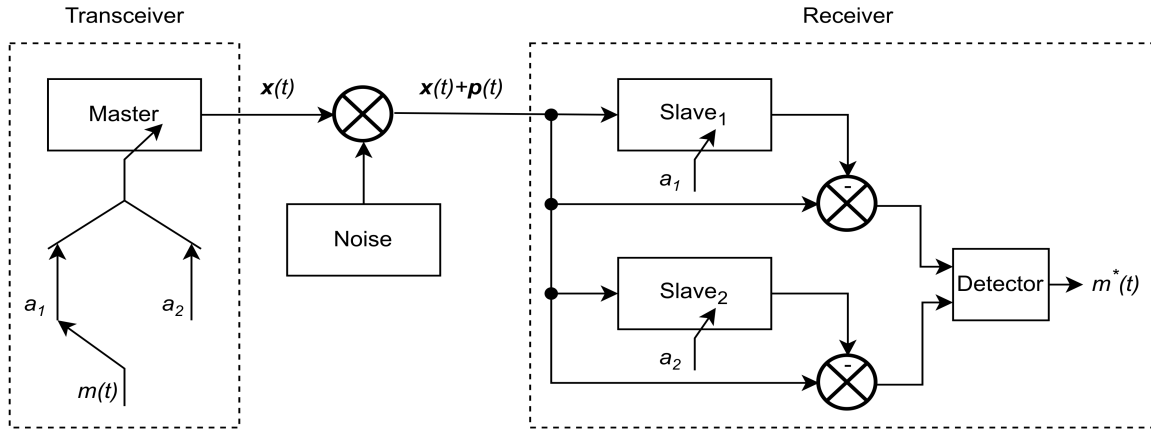 Transceiver
Receiver
Master
x(t)
x(t)+p(t)
Slave1
a1
-
Noise
a1
a2
m(t)
Slave2
a2
-
Detector
m*(t)